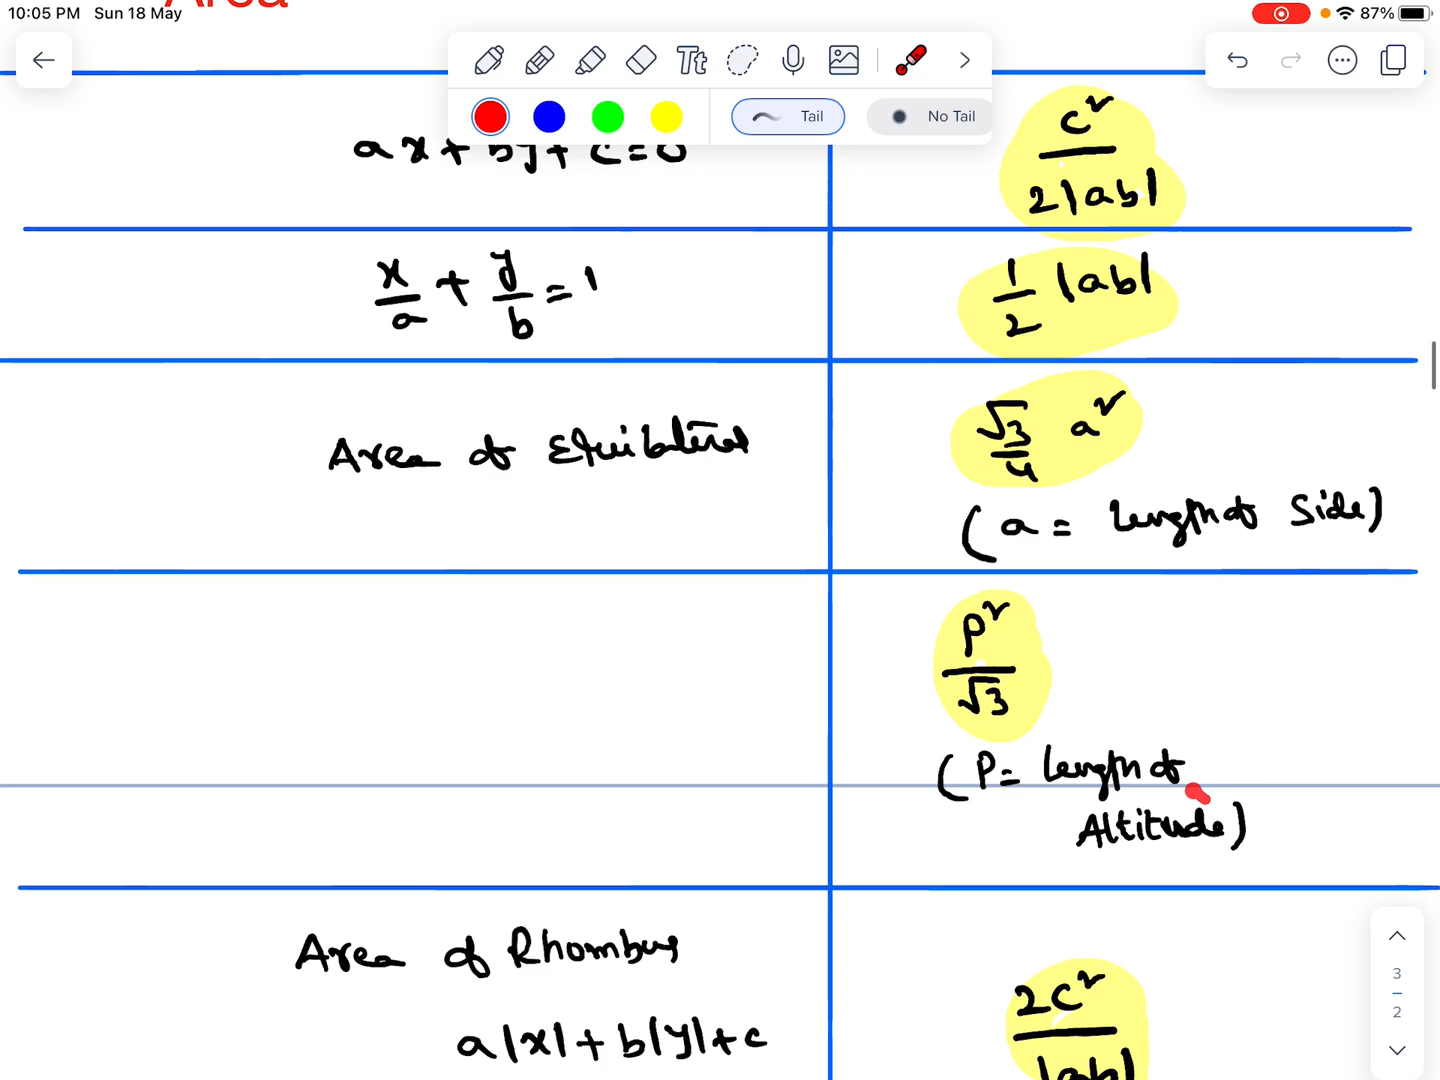 10:05 PM Sun 18 May
87%
Area
Tt
Tail
No Tail
ax + by + c = 0
c²
2|ab|
x/a + y/b = 1
1/2 |ab|
Area of Equilateral
√3/4 a²
(a = length of Side)
P²
√3
(P = length of
Altitude)
Area of Rhombus
a|x| + b|y| + c
2c²
|ab|
3
2